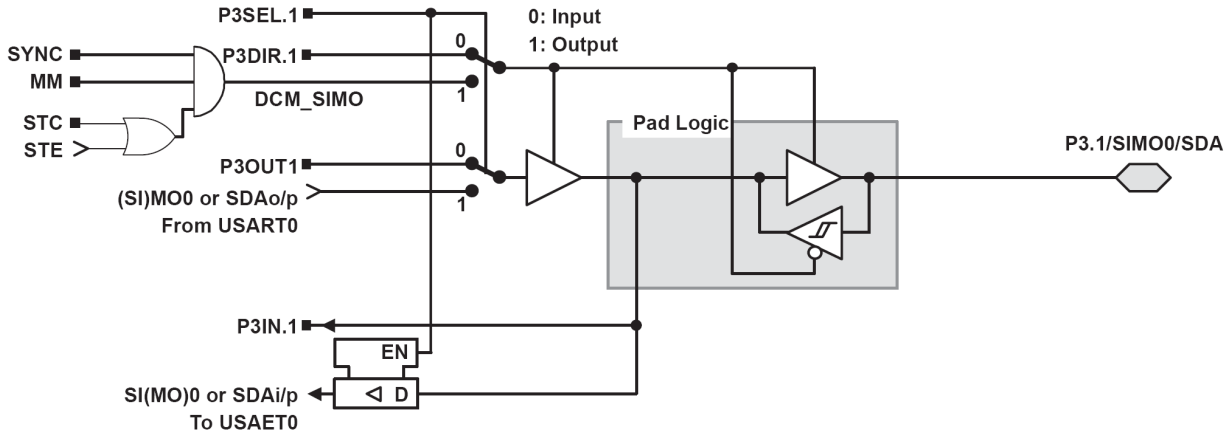 P3SEL.1
0: Input
1: Output
SYNC
P3DIR.1
0
MM
1
DCM_SIMO
STC
STE
Pad Logic
P3.1/SIMO0/SDA
P3OUT1
0
(SI)MO0 or SDAo/p
1
From USART0
P3IN.1
EN
SI(MO)0 or SDAi/p
D
To USAET0